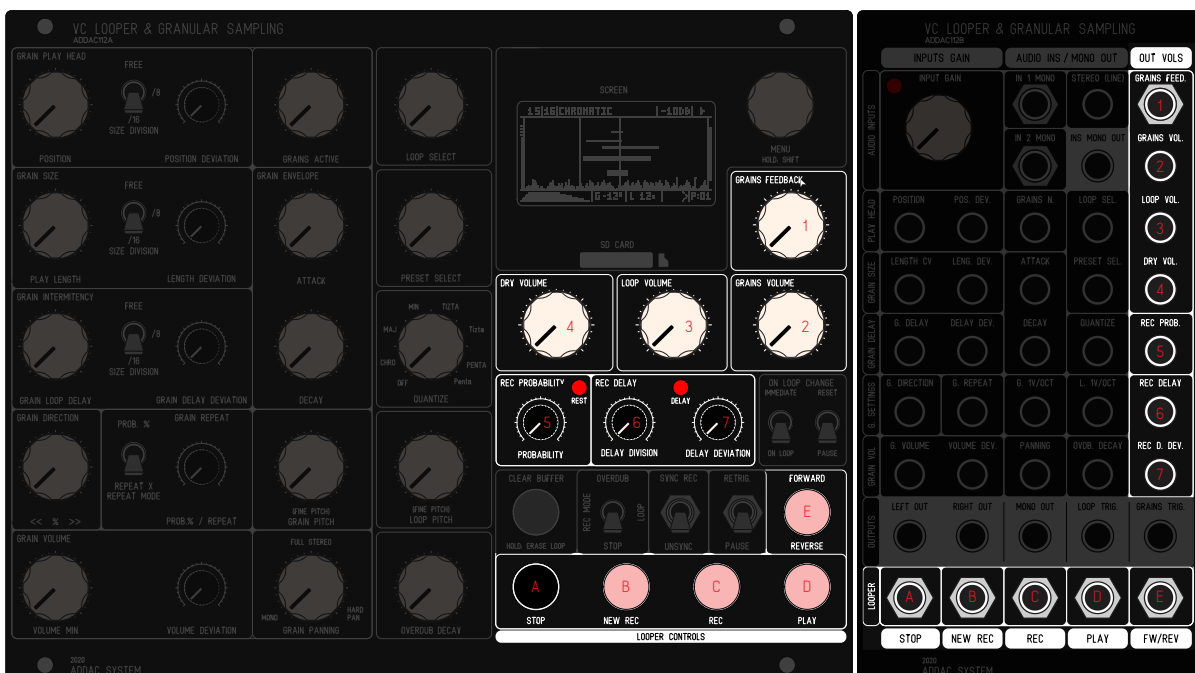 VC LOOPER & GRANULAR SAMPLING
ADDAC112A
GRAIN PLAY HEAD
FREE
/8
/16
SIZE DIVISION
POSITION
POSITION DEVIATION
GRAINS ACTIVE
LOOP SELECT
GRAIN SIZE
FREE
/8
/16
SIZE DIVISION
PLAY LENGTH
LENGTH DEVIATION
GRAIN ENVELOPE
ATTACK
PRESET SELECT
GRAIN INTERMITENCY
FREE
/8
/16
SIZE DIVISION
GRAIN LOOP DELAY
GRAIN DELAY DEVIATION
DECAY
MIN
TIZTA
MAJ
Tizta
CHRO
PENTA
OFF
Penta
QUANTIZE
GRAIN DIRECTION
<< % >>
PROB. %
GRAIN REPEAT
REPEAT X
REPEAT MODE
PROB.% / REPEAT
(FINE PITCH)
GRAIN PITCH
(FINE PITCH)
LOOP PITCH
GRAIN VOLUME
VOLUME MIN
VOLUME DEVIATION
FULL STEREO
MONO
HARD
PAN
GRAIN PANNING
OVERDUB DECAY
2020
ADDAC SYSTEM
SCREEN
15|16|CHROMATIC
|-10DB|
SD CARD
MENU
HOLD: SHIFT
GRAINS FEEDBACK
1
DRY VOLUME
4
LOOP VOLUME
3
GRAINS VOLUME
2
REC PROBABILITY
REST
5
PROBABILITY
REC DELAY
DELAY
6
7
DELAY DIVISION
DELAY DEVIATION
ON LOOP CHANGE
IMMEDIATE
RESET
ON LOOP
PAUSE
CLEAR BUFFER
HOLD: ERASE LOOP
OVERDUB
REC MODE
LOOP
STOP
SYNC REC
UNSYNC
RETRIG.
PAUSE
FORWARD
E
REVERSE
A
B
C
D
STOP
NEW REC
REC
PLAY
LOOPER CONTROLS
VC LOOPER & GRANULAR SAMPLING
ADDAC112B
INPUTS GAIN
AUDIO INS / MONO OUT
OUT VOLS
AUDIO INPUTS
INPUT GAIN
IN 1 MONO
STEREO (LINE)
GRAINS FEED.
1
IN 2 MONO
INS MONO OUT
GRAINS VOL.
2
PLAY HEAD
POSITION
POS. DEV.
GRAINS N.
LOOP SEL.
LOOP VOL.
3
GRAIN SIZE
LENGTH CV
LENG. DEV.
ATTACK
PRESET SEL.
DRY VOL.
4
GRAIN DELAY
G. DELAY
DELAY DEV.
DECAY
QUANTIZE
REC PROB.
5
G. SETTINGS
G. DIRECTION
G. REPEAT
G. 1V/OCT
L. 1V/OCT
REC DELAY
6
GRAIN VOL
G. VOLUME
VOLUME DEV.
PANNING
OVDB. DECAY
REC D. DEV.
7
OUTPUTS
LEFT OUT
RIGHT OUT
MONO OUT
LOOP TRIG.
GRAINS TRIG.
LOOPER
A
B
C
D
E
STOP
NEW REC
REC
PLAY
FW/REV
2020
ADDAC SYSTEM